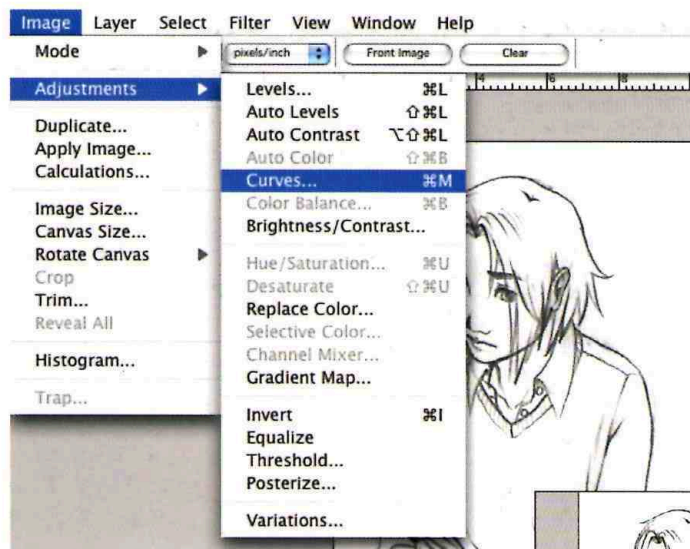 Image Layer Select Filter View Window Help
Mode
pixels/inch Front Image Clear
Adjustments
Duplicate...
Apply Image...
Calculations...
Image Size...
Canvas Size...
Rotate Canvas
Crop
Trim...
Reveal All
Histogram...
Trap...
Levels... ⌘L
Auto Levels ⇧⌘L
Auto Contrast ⌥⇧⌘L
Auto Color ⇧⌘B
Curves... ⌘M
Color Balance... ⌘B
Brightness/Contrast...
Hue/Saturation... ⌘U
Desaturate ⇧⌘U
Replace Color...
Selective Color...
Channel Mixer...
Gradient Map...
Invert ⌘I
Equalize
Threshold...
Posterize...
Variations...
4 6 8